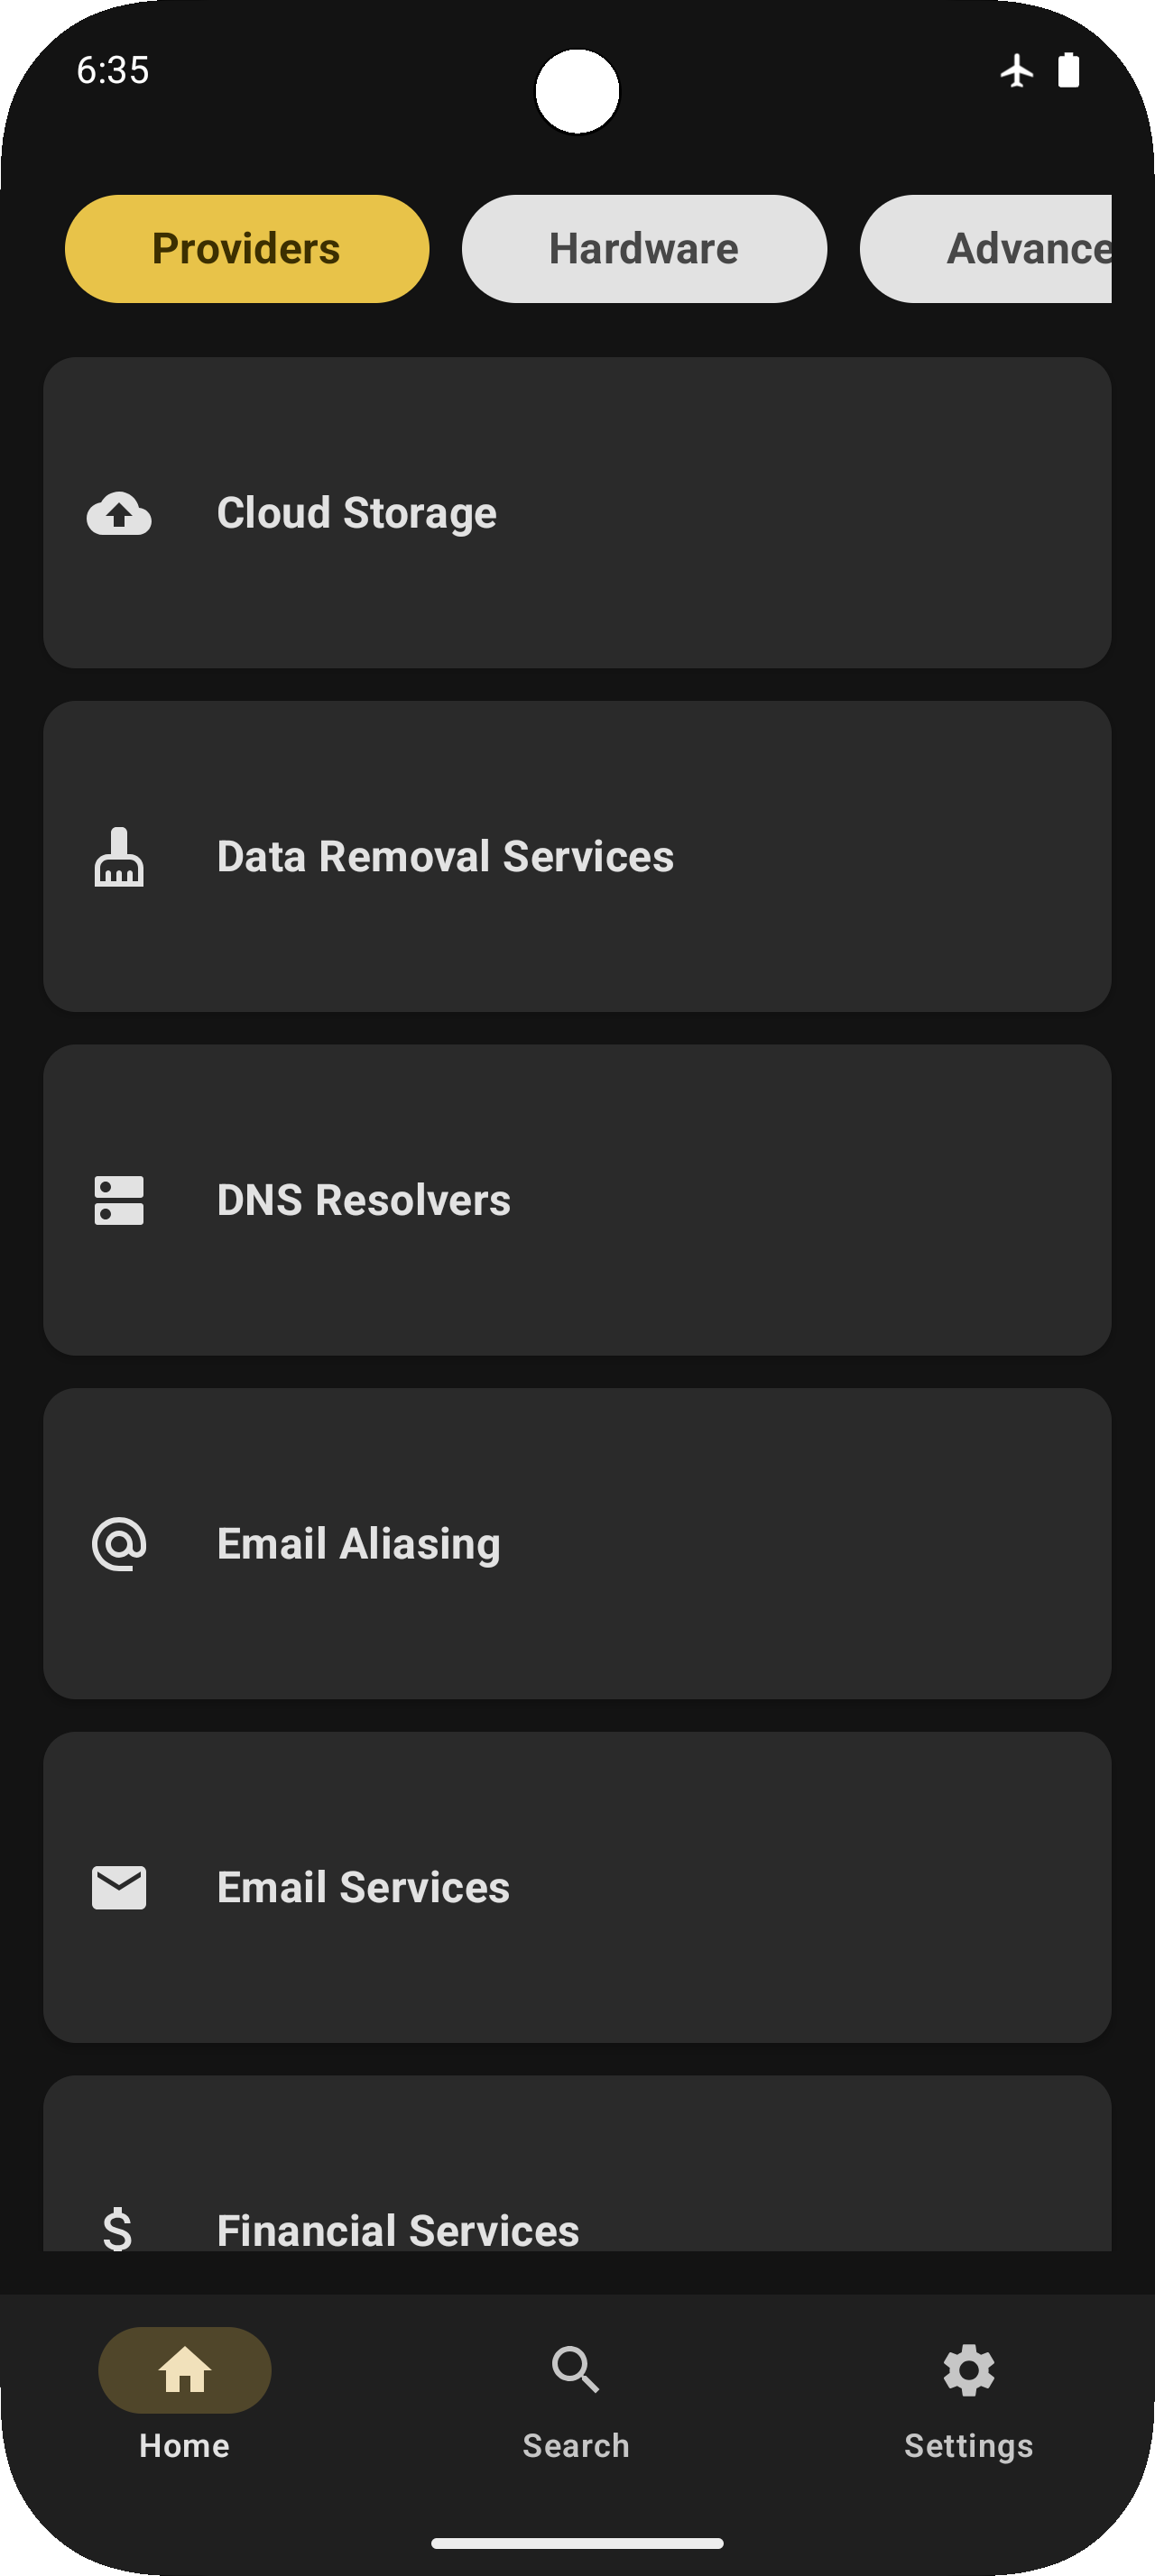 6:35
Providers
Hardware
Advance
Cloud Storage
Data Removal Services
DNS Resolvers
Email Aliasing
Email Services
Financial Services
Home
Search
Settings